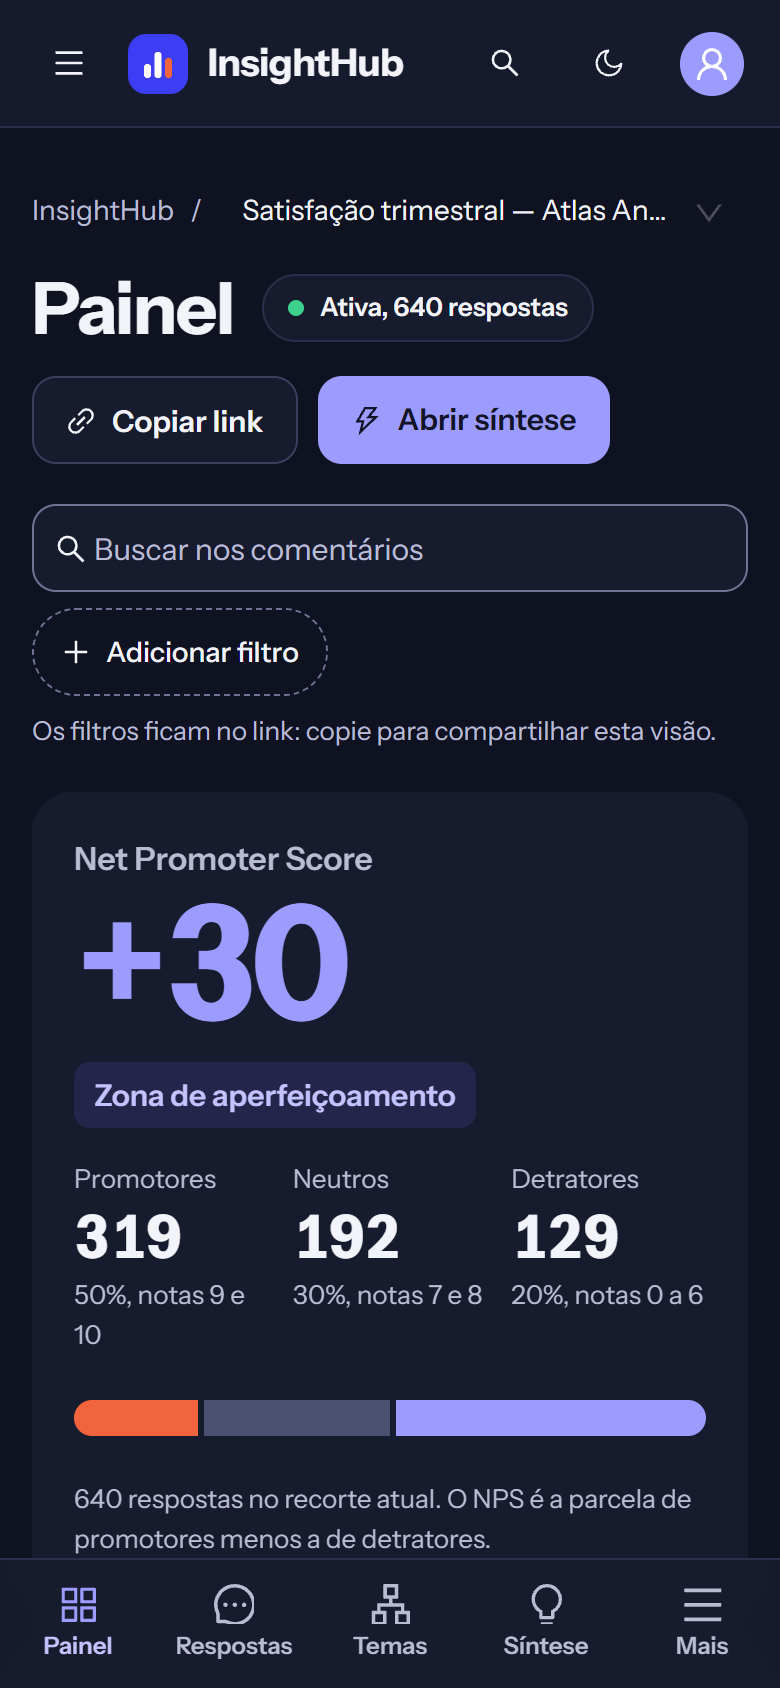 InsightHub
InsightHub / Satisfação trimestral — Atlas An...
Painel
Ativa, 640 respostas
Copiar link
Abrir síntese
Buscar nos comentários
Adicionar filtro
Os filtros ficam no link: copie para compartilhar esta visão.
Net Promoter Score
+30
Zona de aperfeiçoamento
Promotores Neutros Detratores
319 192 129
50%, notas 9 e 30%, notas 7 e 8 20%, notas 0 a 6
10
640 respostas no recorte atual. O NPS é a parcela de
promotores menos a de detratores.
Painel Respostas Temas Síntese Mais